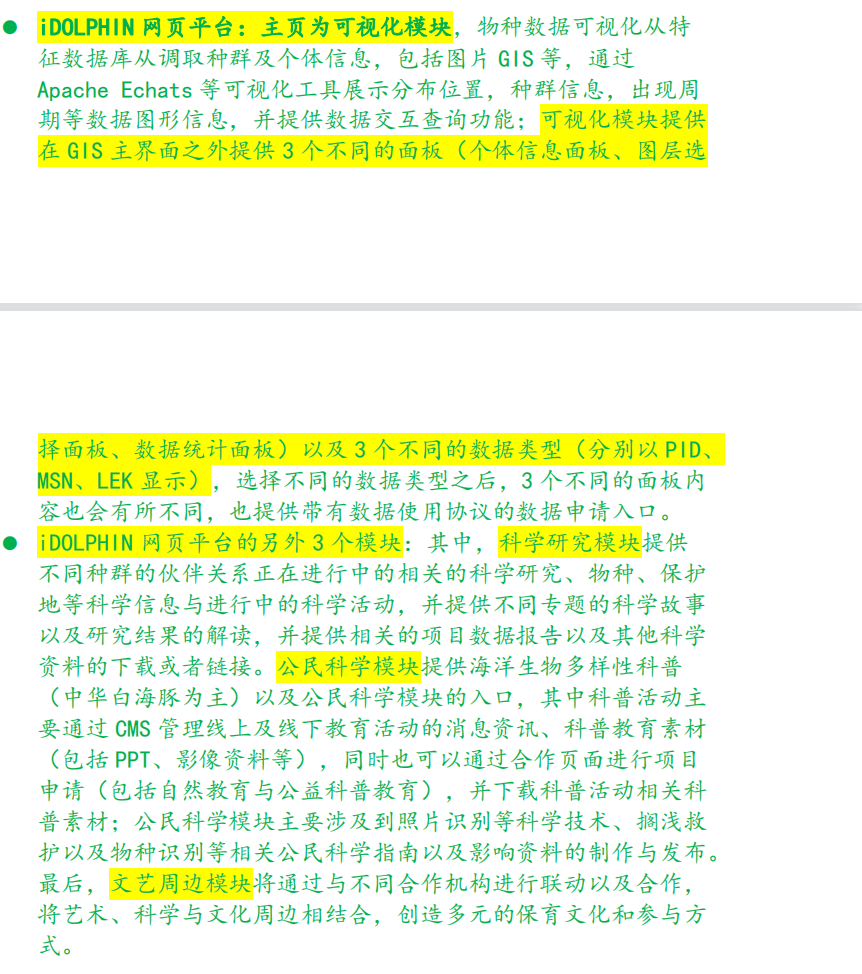 ● iDOLPHIN 网页平台：主页为可视化模块，物种数据可视化从特
征数据库从调取种群及个体信息，包括图片 GIS 等，通过
Apache Echats 等可视化工具展示分布位置，种群信息，出现周
期等数据图形信息，并提供数据交互查询功能；可视化模块提供
在 GIS 主界面之外提供 3 个不同的面板（个体信息面板、图层选
择面板、数据统计面板）以及 3 个不同的数据类型（分别以 PID、
MSN、LEK 显示），选择不同的数据类型之后，3 个不同的面板内
容也会有所不同，也提供带有数据使用协议的数据申请入口。
● iDOLPHIN 网页平台的另外 3 个模块：其中，科学研究模块提供
不同种群的伙伴关系正在进行中的相关的科学研究、物种、保护
地等科学信息与进行中的科学活动，并提供不同专题的科学故事
以及研究结果的解读，并提供相关的项目数据报告以及其他科学
资料的下载或者链接。公民科学模块提供海洋生物多样性科普
（中华白海豚为主）以及公民科学模块的入口，其中科普活动主
要通过 CMS 管理线上及线下教育活动的消息资讯、科普教育素材
（包括 PPT、影像资料等），同时也可以通过合作页面进行项目
申请（包括自然教育与公益科普教育），并下载科普活动相关科
普素材；公民科学模块主要涉及到照片识别等科学技术、搁浅救
护以及物种识别等相关公民科学指南以及影响资料的制作与发布。
最后，文艺周边模块将通过与不同合作机构进行联动以及合作，
将艺术、科学与文化周边相结合，创造多元的保育文化和参与方
式。